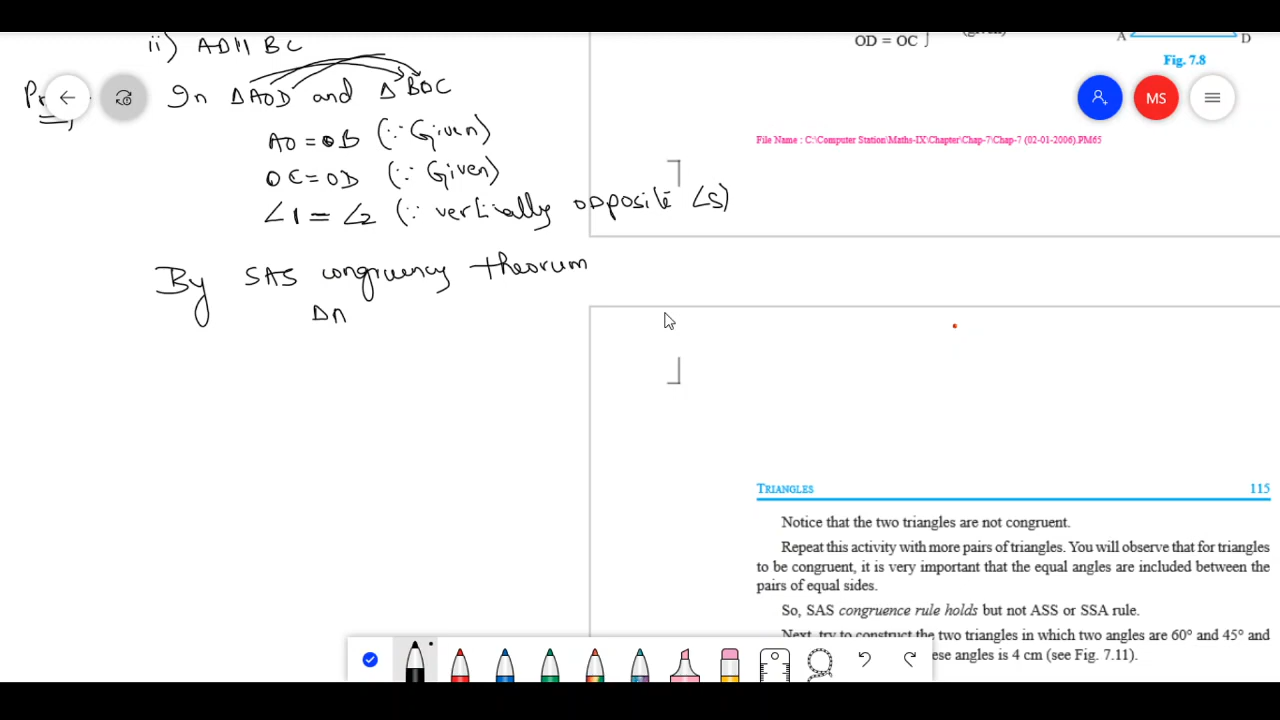 ii) AD || BC
In ΔAOD and Δ BOC
AO = OB (∵ Given)
OC = OD (∵ Given)
∠1 = ∠2 (∵ vertically opposite ∠s)
By SAS congruency theorum
OD = OC
A
D
Fig. 7.8
MS
File Name : C:\Computer Station\Maths-IX\Chapter\Chap-7\Chap-7 (02-01-2006).PM65
TRIANGLES 115
Notice that the two triangles are not congruent.
Repeat this activity with more pairs of triangles. You will observe that for triangles
to be congruent, it is very important that the equal angles are included between the
pairs of equal sides.
So, SAS congruence rule holds but not ASS or SSA rule.
Next, try to construct the two triangles in which two angles are 60° and 45° and
these angles is 4 cm (see Fig. 7.11).